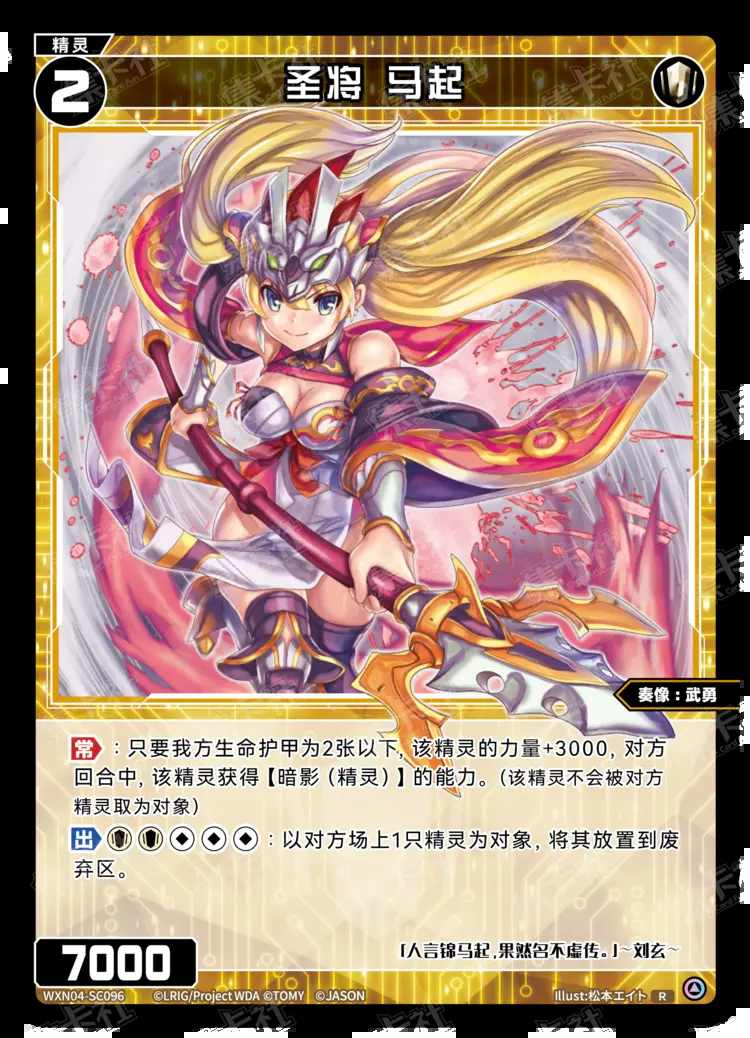 精灵
2
圣将 马起
奏像：武勇
常：只要我方生命护甲为2张以下，该精灵的力量+3000，对方
回合中，该精灵获得【暗影（精灵）】的能力。（该精灵不会被对方
精灵取为对象）
出：以对方场上1只精灵为对象，将其放置到废
弃区。
「人言锦马起，果然名不虚传。」～刘玄～
7000
WXN04-SC096 ©LRIG/Project WDA ©TOMY ©JASON
Illust:松本エイト R
集卡社